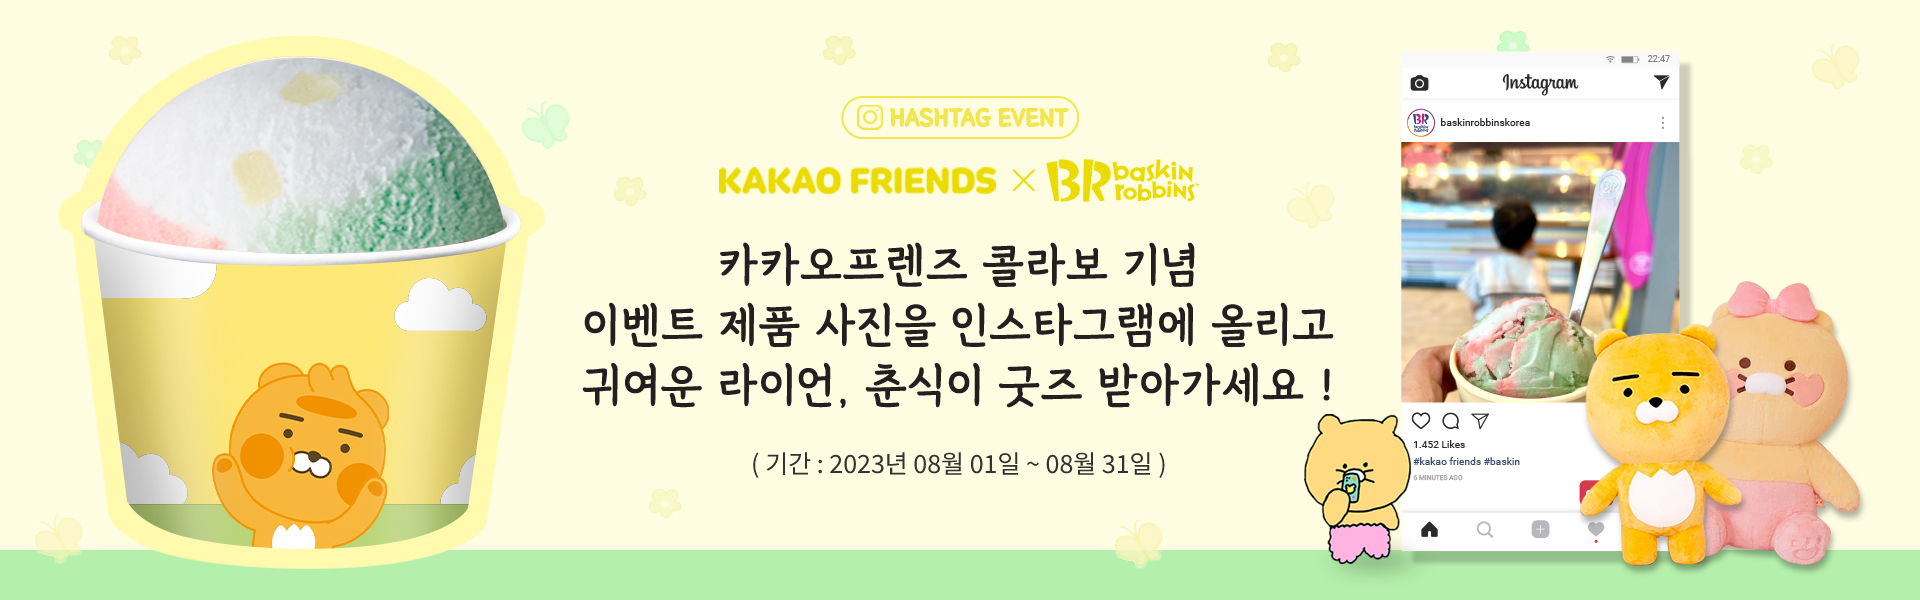 HASHTAG EVENT
KAKAO FRIENDS × BR baskin robbins
카카오프렌즈 콜라보 기념
이벤트 제품 사진을 인스타그램에 올리고
귀여운 라이언, 춘식이 굿즈 받아가세요 !
( 기간 : 2023년 08월 01일 ~ 08월 31일 )
22:47
Instagram
BR baskin robbins
baskinrobbinskorea
1.452 Likes
#kakao friends #baskin
6 MINUTES AGO